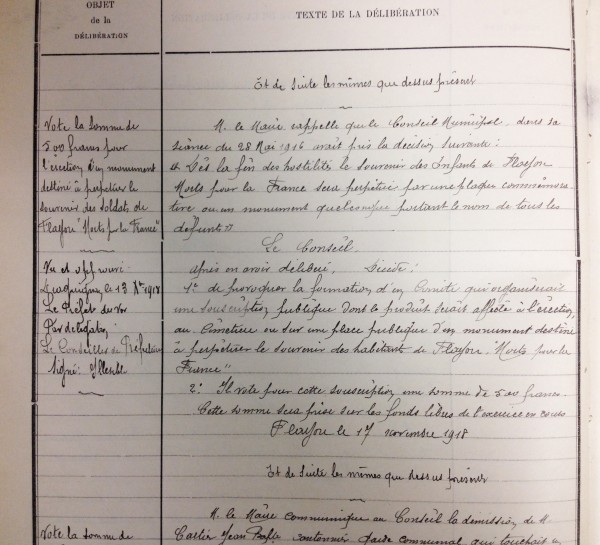 OBJET
de la
DÉLIBÉRATION
TEXTE DE LA DÉLIBÉRATION
Et de suite les mêmes que dessus présents
Vote la somme de
500 francs pour
l'érection d'un monument
destiné à perpétuer le
souvenir des soldats de
Flayosc "Morts pour la France"
M. le Maire rappelle que le Conseil Municipal, dans sa
séance du 28 Mai 1916 avait pris la décision suivante :
« Dès la fin des hostilités le souvenir des Enfants de Flayosc
Morts pour la France sera perpétué par une plaque commémora
tive ou un monument quelconque portant le nom de tous les
défunts »
Le Conseil
Vu et approuvé
Draguignan, le 13 Xbre 1918
Le Préfet du Var
Par délégation
Le Conseiller de Préfecture
Signé :
après en avoir délibéré, Décide :
1º de provoquer la formation d'un Comité qui organiserait
une souscription publique dont le produit serait affecté à l'érection,
au Cimetière ou sur une place publique d'un monument destiné
à perpétuer le souvenir des habitants de Flayosc "Morts pour la
France"
2º Il vote pour cette souscription une somme de 500 francs.
Cette somme sera prise sur les fonds libres de l'exercice en cours
Flayosc le 17 novembre 1918
Et de suite les mêmes que dessus présents
Vote la somme de
M. le Maire communique au Conseil la démission de M.
Jean cantonnier garde communal qui touchait